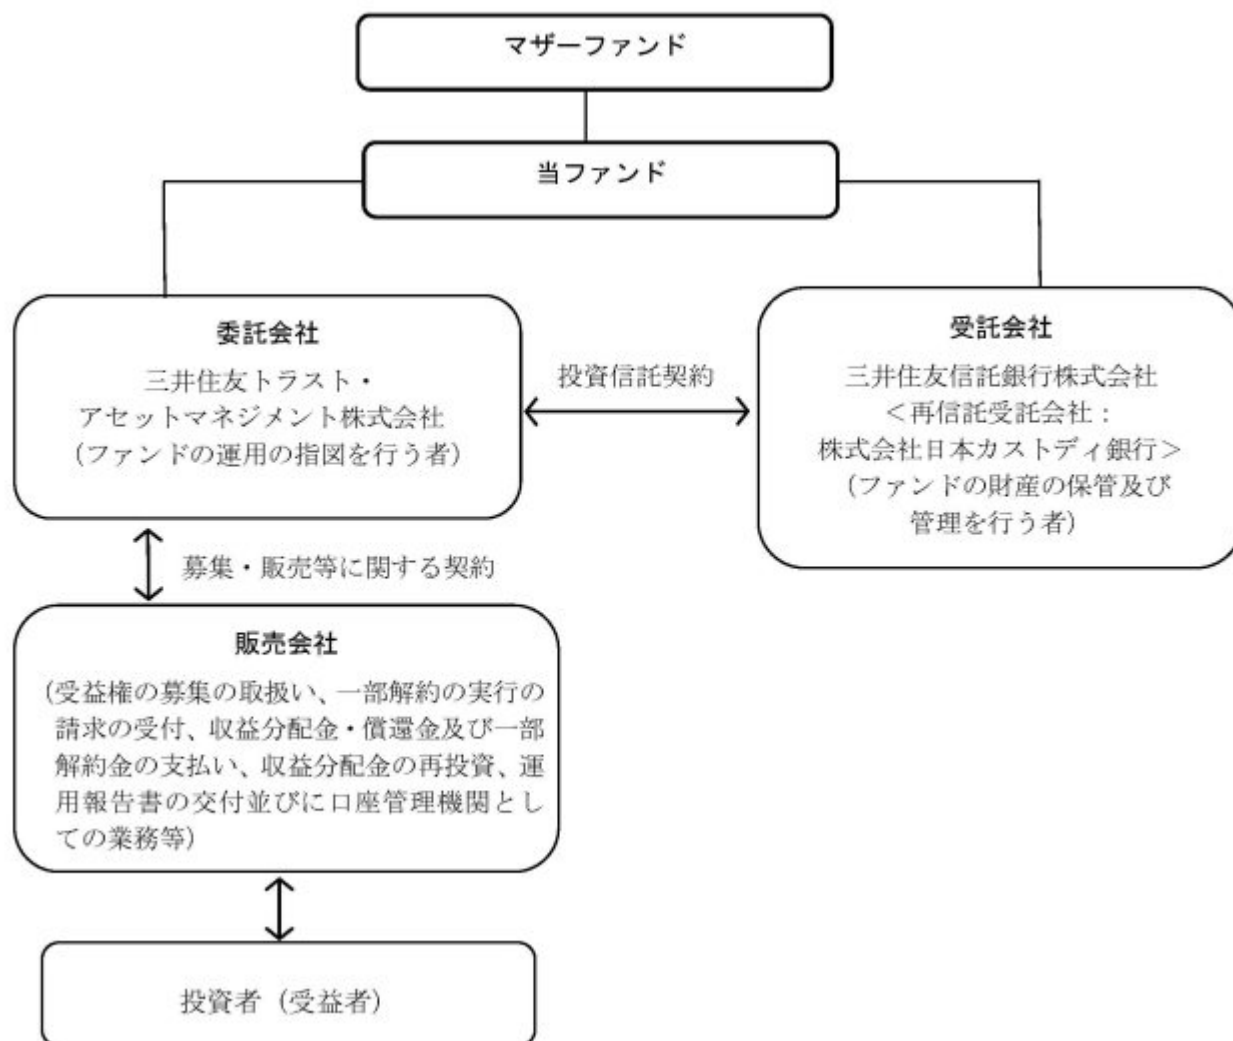 マザーファンド
当ファンド
委託会社
三井住友トラスト・
アセットマネジメント株式会社
（ファンドの運用の指図を行う者）
投資信託契約
受託会社
三井住友信託銀行株式会社
＜再信託受託会社：
株式会社日本カストディ銀行＞
（ファンドの財産の保管及び
管理を行う者）
募集・販売等に関する契約
販売会社
（受益権の募集の取扱い、一部解約の実行の
請求の受付、収益分配金・償還金及び一部
解約金の支払い、収益分配金の再投資、運
用報告書の交付並びに口座管理機関とし
ての業務等）
投資者（受益者）